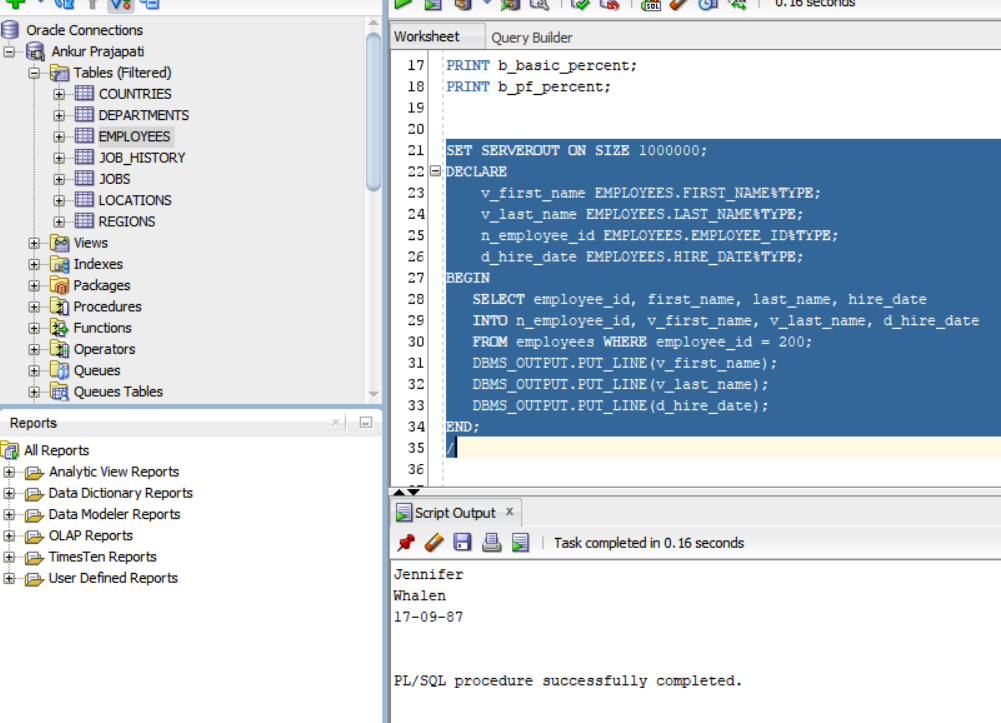 0.16 seconds
Oracle Connections
Ankur Prajapati
Tables (Filtered)
COUNTRIES
DEPARTMENTS
EMPLOYEES
JOB_HISTORY
JOBS
LOCATIONS
REGIONS
Views
Indexes
Packages
Procedures
Functions
Operators
Queues
Queues Tables
Reports
All Reports
Analytic View Reports
Data Dictionary Reports
Data Modeler Reports
OLAP Reports
TimesTen Reports
User Defined Reports
Worksheet Query Builder
17 PRINT b_basic_percent;
18 PRINT b_pf_percent;
19
20
21 SET SERVEROUT ON SIZE 1000000;
22 DECLARE
23 v_first_name EMPLOYEES.FIRST_NAME%TYPE;
24 v_last_name EMPLOYEES.LAST_NAME%TYPE;
25 n_employee_id EMPLOYEES.EMPLOYEE_ID%TYPE;
26 d_hire_date EMPLOYEES.HIRE_DATE%TYPE;
27 BEGIN
28 SELECT employee_id, first_name, last_name, hire_date
29 INTO n_employee_id, v_first_name, v_last_name, d_hire_date
30 FROM employees WHERE employee_id = 200;
31 DBMS_OUTPUT.PUT_LINE(v_first_name);
32 DBMS_OUTPUT.PUT_LINE(v_last_name);
33 DBMS_OUTPUT.PUT_LINE(d_hire_date);
34 END;
35 /
36
Script Output x
Task completed in 0.16 seconds
Jennifer
Whalen
17-09-87
PL/SQL procedure successfully completed.